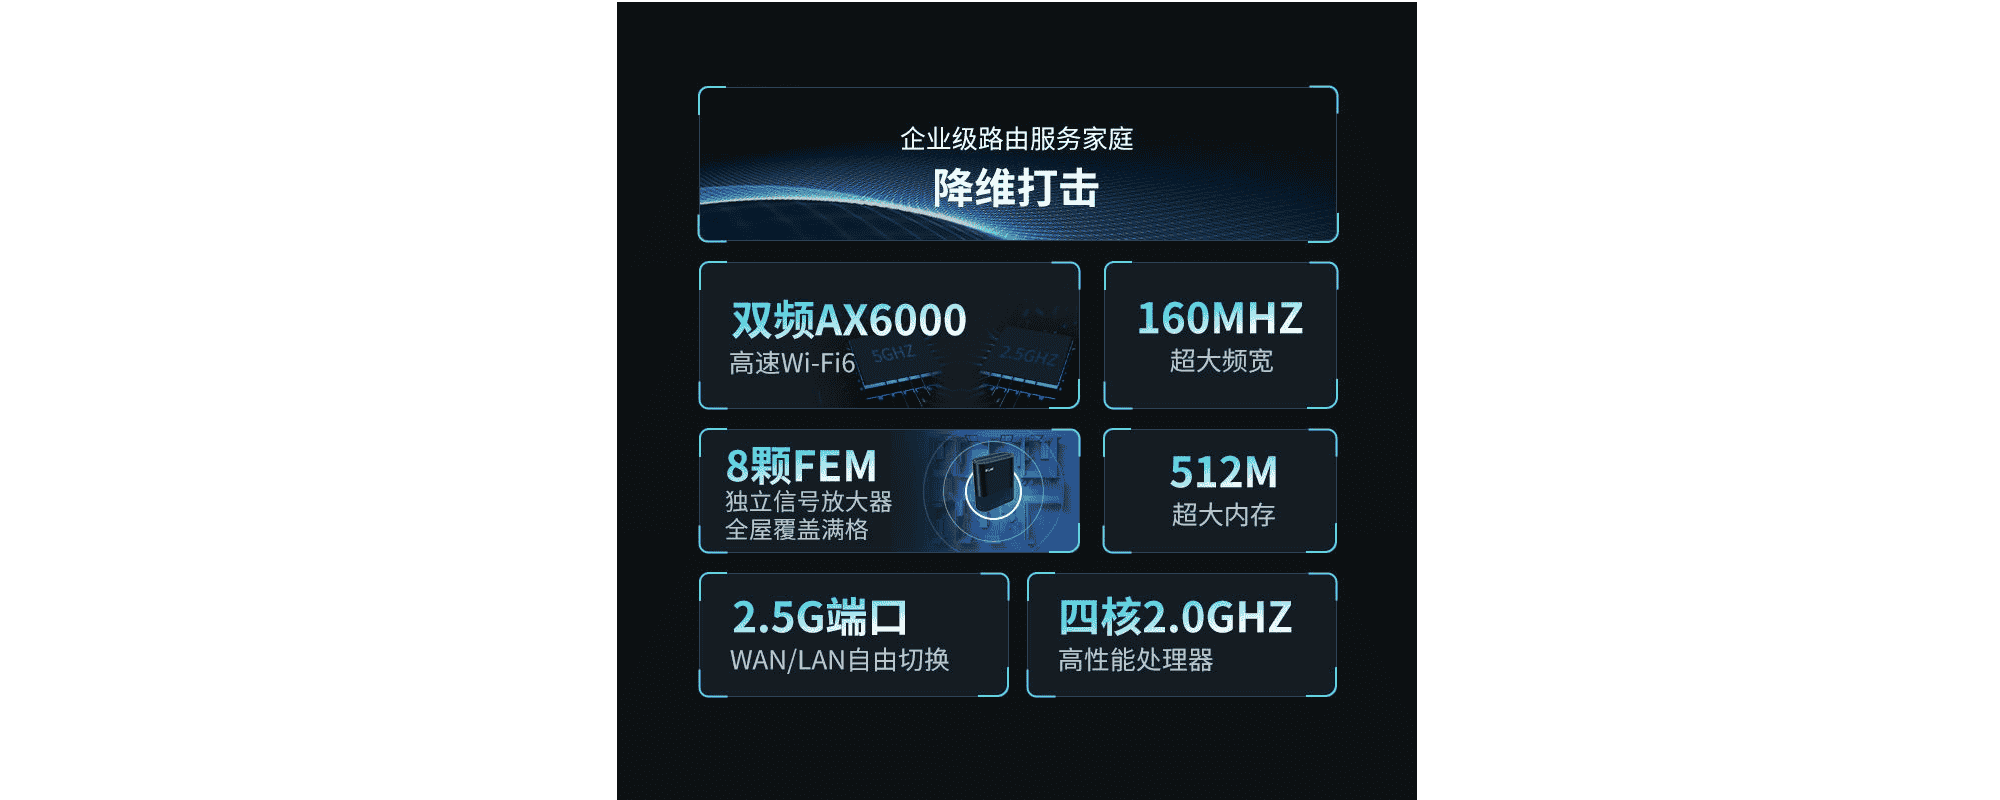 企业级路由服务家庭
降维打击
双频AX6000
高速Wi-Fi6
5GHZ
2.5GHZ
160MHZ
超大频宽
8颗FEM
独立信号放大器
全屋覆盖满格
512M
超大内存
2.5G端口
WAN/LAN自由切换
四核2.0GHZ
高性能处理器